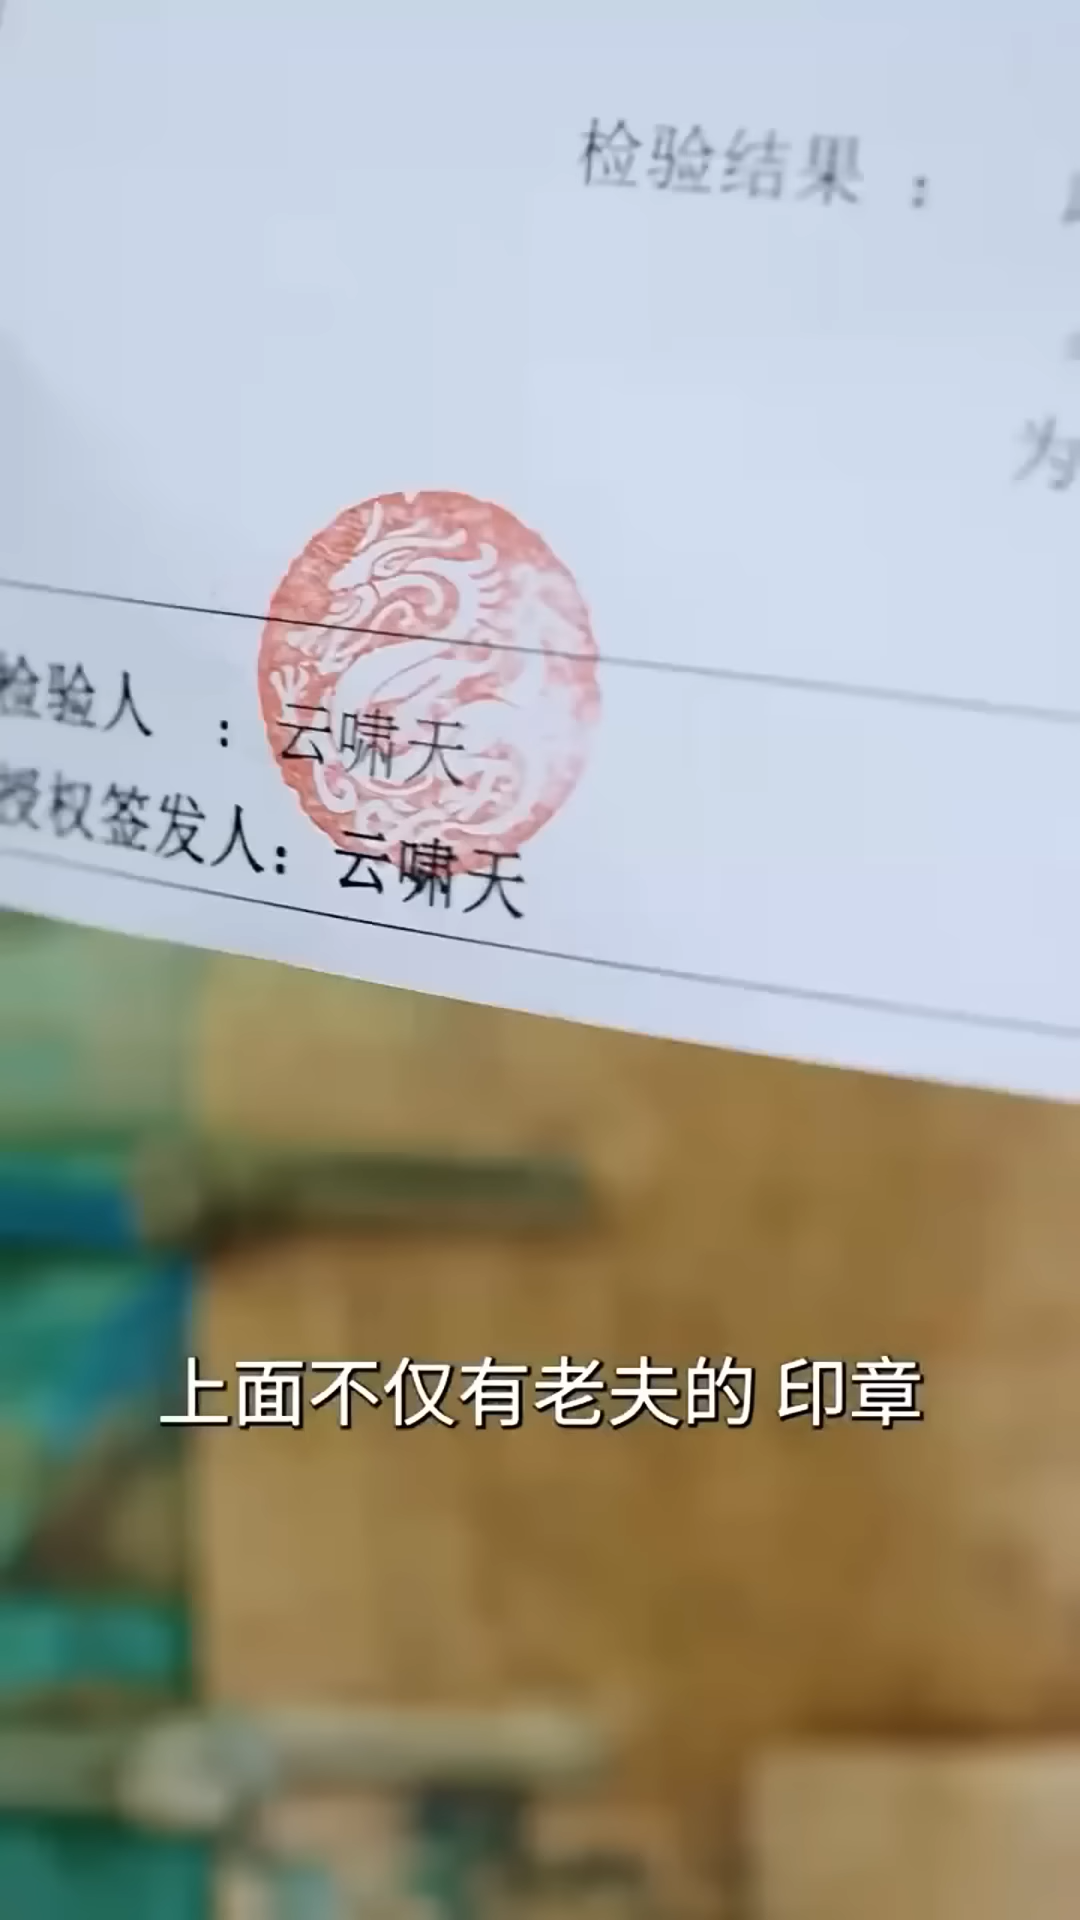 检验结果：
为
检验人：云啸天
授权签发人：云啸天
上面不仅有老夫的 印章